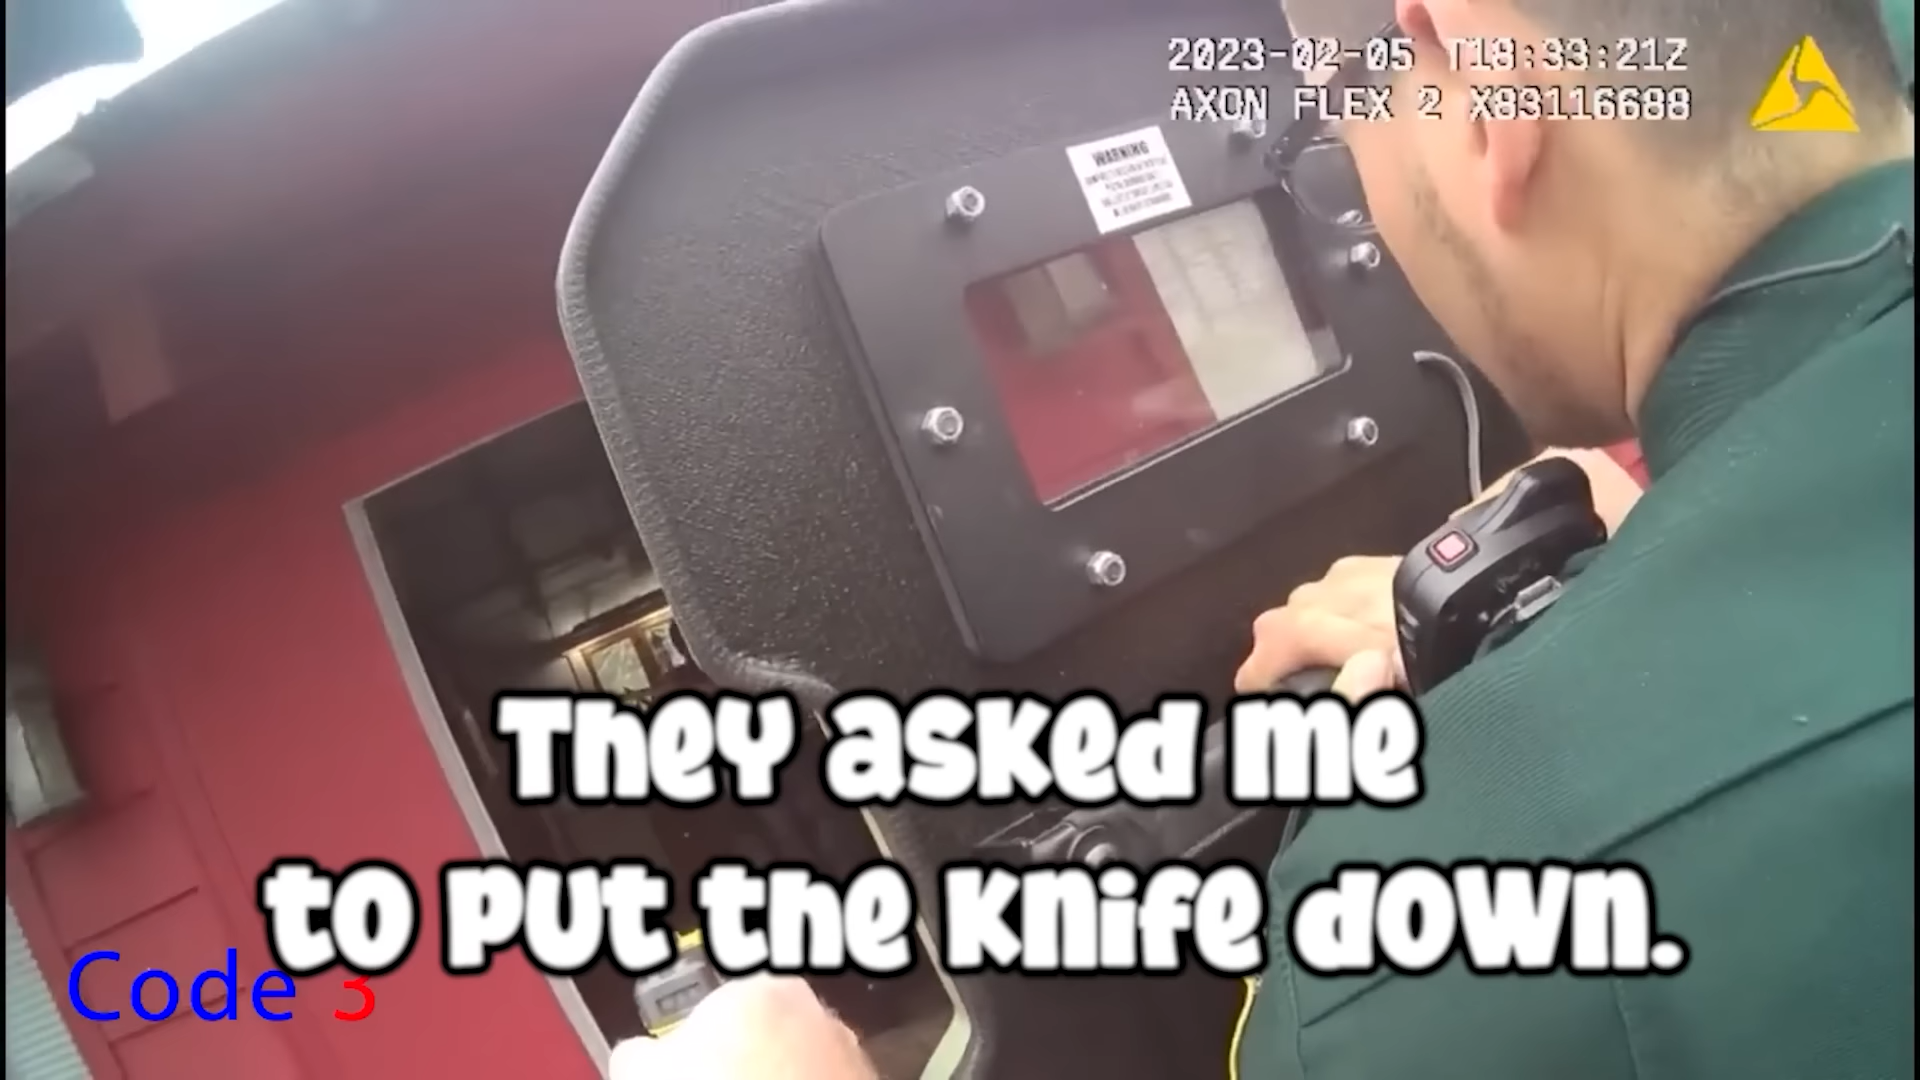 2023-02-05 T18:33:21Z
AXON FLEX 2 X83116688
WARNING
They asked me
to put the knife down.
Code 3